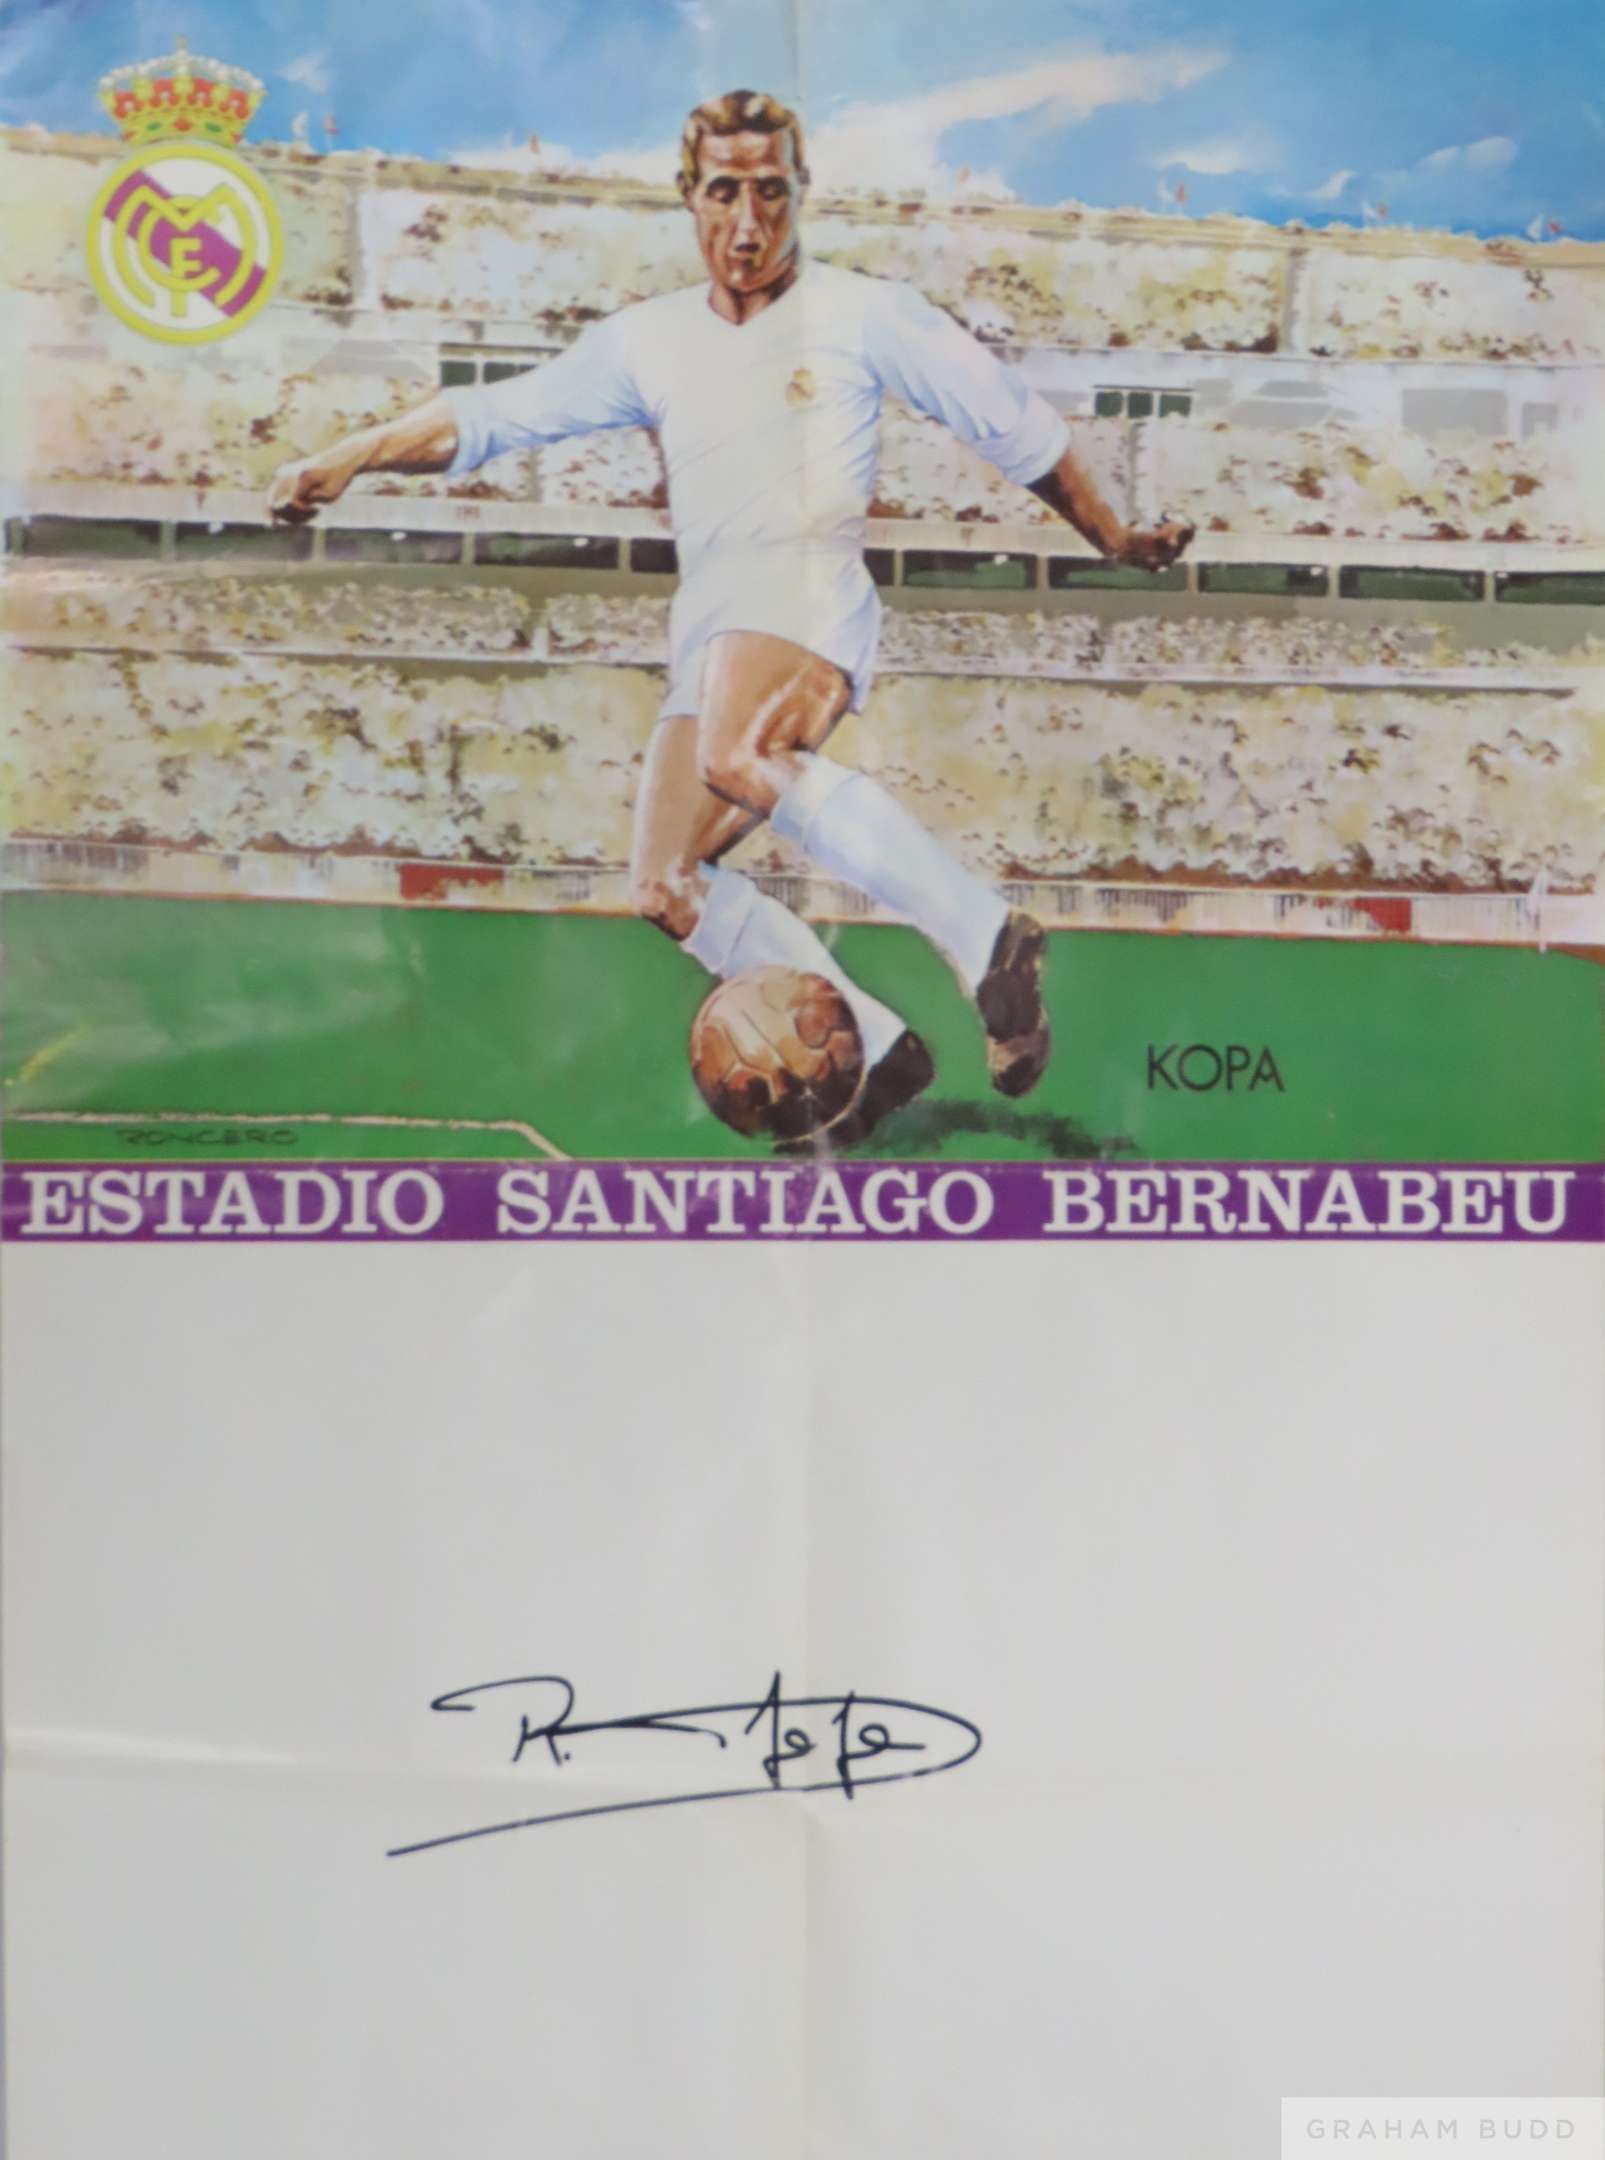 KOPA
RONCERO
ESTADIO SANTIAGO BERNABEU
GRAHAM BUDD